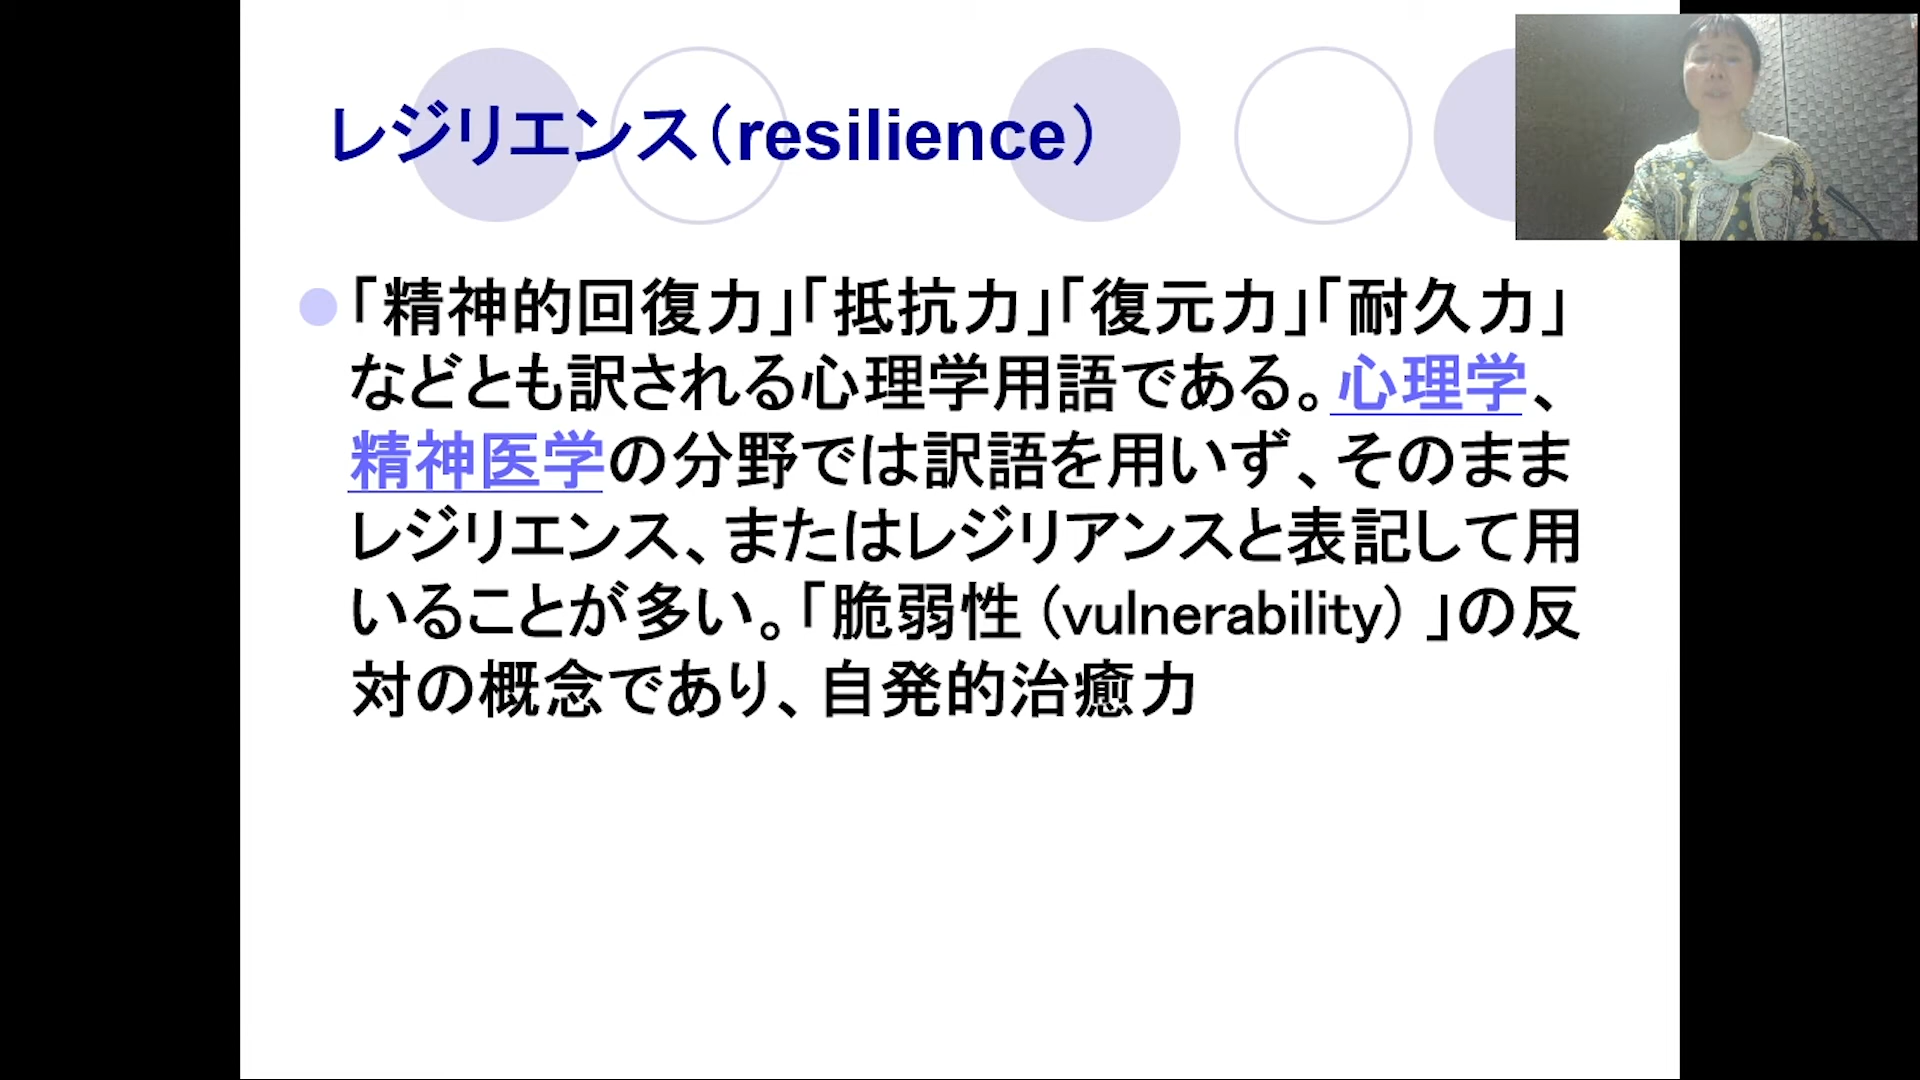 レジリエンス（resilience）
「精神的回復力」「抵抗力」「復元力」「耐久力」
などとも訳される心理学用語である。心理学、
精神医学の分野では訳語を用いず、そのまま
レジリエンス、またはレジリアンスと表記して用
いることが多い。「脆弱性 (vulnerability) 」の反
対の概念であり、自発的治癒力